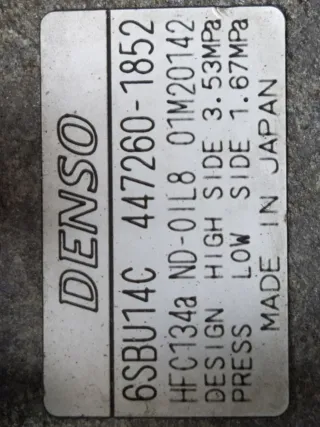 DENSO
6SBU14C 447260-1852
HFC134a ND-OIL8 01M20142
DESIGN HIGH SIDE 3.53MPa
PRESS LOW SIDE 1.67MPa
MADE IN JAPAN